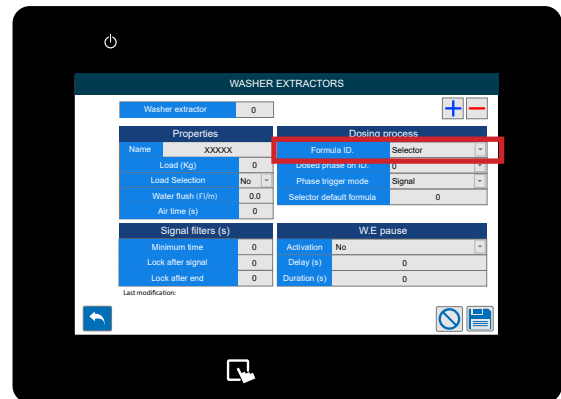 WASHER EXTRACTORS
Washer extractor 0
Properties
Name XXXXX
Load (Kg) 0
Load Selection No
Water flush (Fl/m) 0.0
Air time (s) 0
Dosing process
Formula ID. Selector
Dosed phase on ID. 0
Phase trigger mode Signal
Selector default formula 0
Signal filters (s)
Minimum time 0
Lock after signal 0
Lock after end 0
W.E pause
Activation No
Delay (s) 0
Duration (s) 0
Last modification: